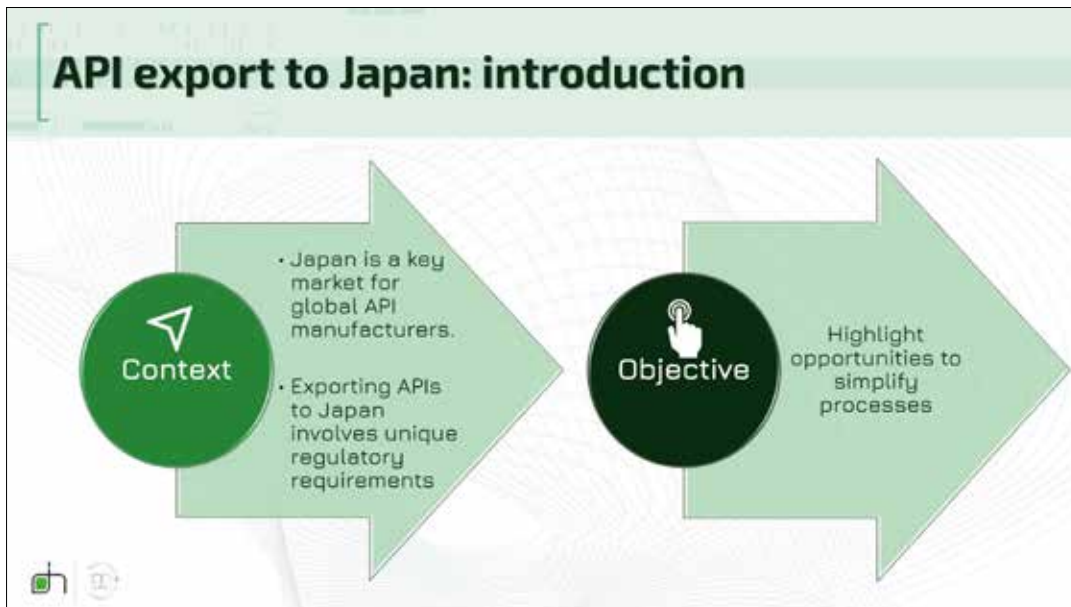 API export to Japan: introduction
• Japan is a key
market for
global API
manufacturers.
Context
• Exporting APIs
to Japan
involves unique
regulatory
requirements
Objective
Highlight
opportunities to
simplify
processes